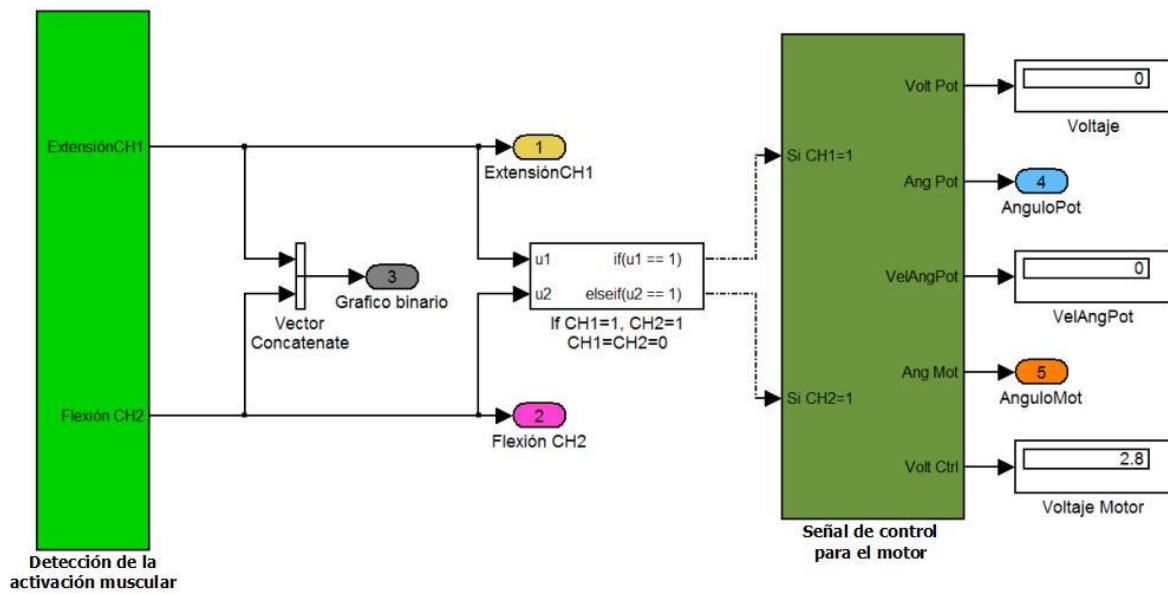 ExtensiónCH1
Flexión CH2
Detección de la
activación muscular
Vector
Concatenate
3
Grafico binario
1
ExtensiónCH1
u1
if(u1 == 1)
u2
elseif(u2 == 1)
If CH1=1, CH2=1
CH1=CH2=0
2
Flexión CH2
Si CH1=1
Si CH2=1
Volt Pot
Ang Pot
VelAngPot
Ang Mot
Volt Ctrl
Señal de control
para el motor
0
Voltaje
4
AnguloPot
0
VelAngPot
5
AnguloMot
2.8
Voltaje Motor